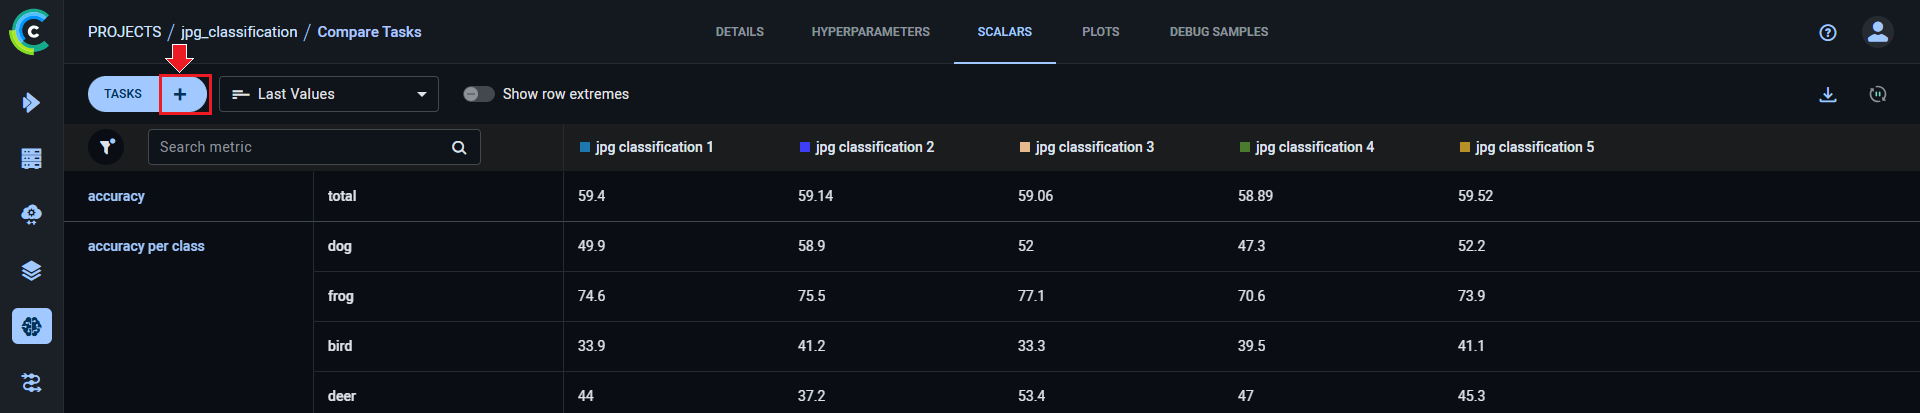 PROJECTS / jpg_classification / Compare Tasks
DETAILS HYPERPARAMETERS SCALARS PLOTS DEBUG SAMPLES
TASKS + Last Values Show row extremes
Search metric jpg classification 1 jpg classification 2 jpg classification 3 jpg classification 4 jpg classification 5
accuracy total 59.4 59.14 59.06 58.89 59.52
accuracy per class dog 49.9 58.9 52 47.3 52.2
frog 74.6 75.5 77.1 70.6 73.9
bird 33.9 41.2 33.3 39.5 41.1
deer 44 37.2 53.4 47 45.3